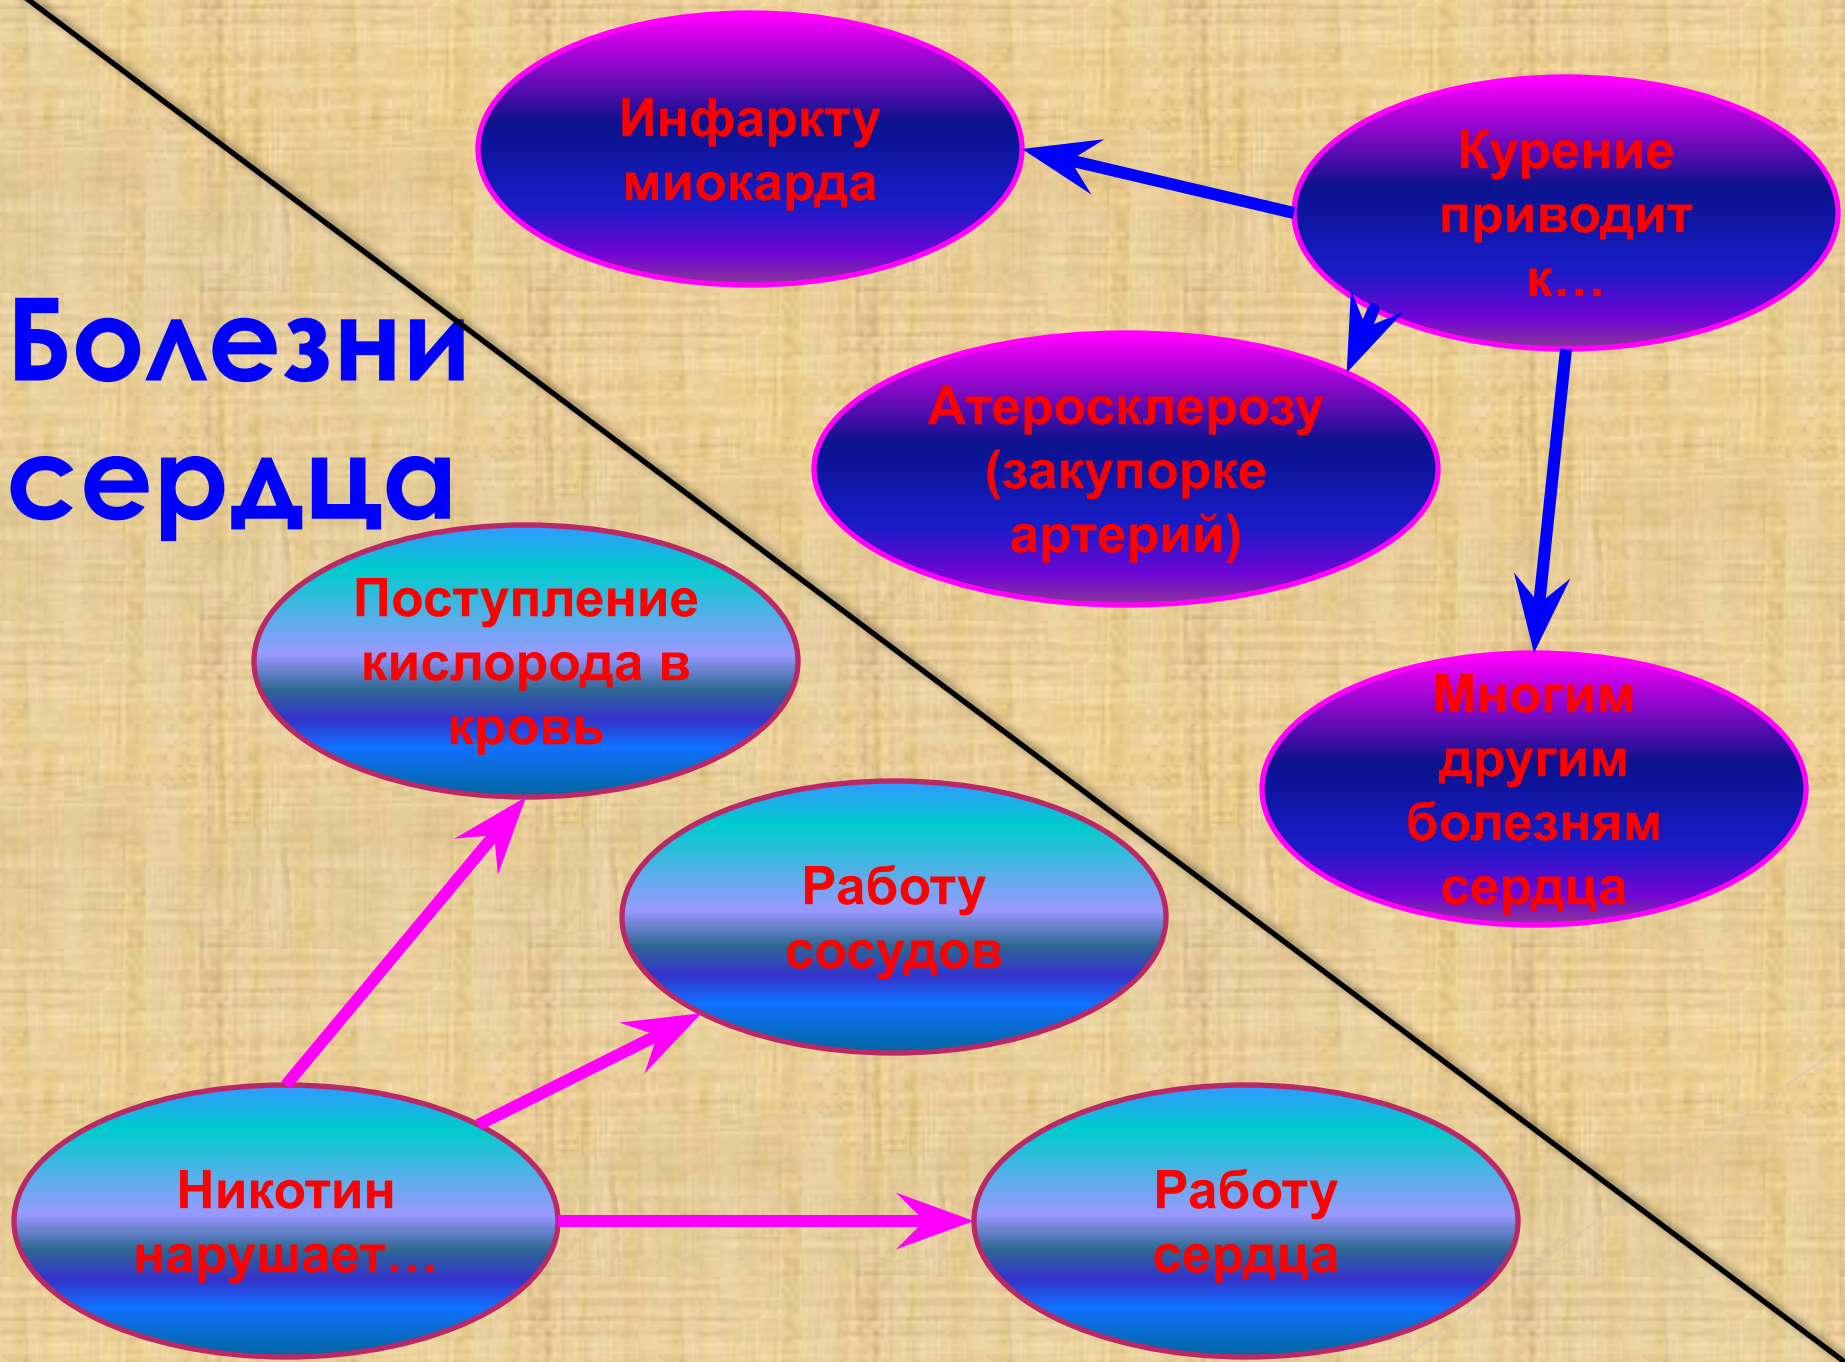 Болезни
сердца
Инфаркту
миокарда
Курение
приводит
к...
Атеросклерозу
(закупорке
артерий)
Многим
другим
болезням
сердца
Поступление
кислорода в
кровь
Работу
сосудов
Никотин
нарушает...
Работу
сердца